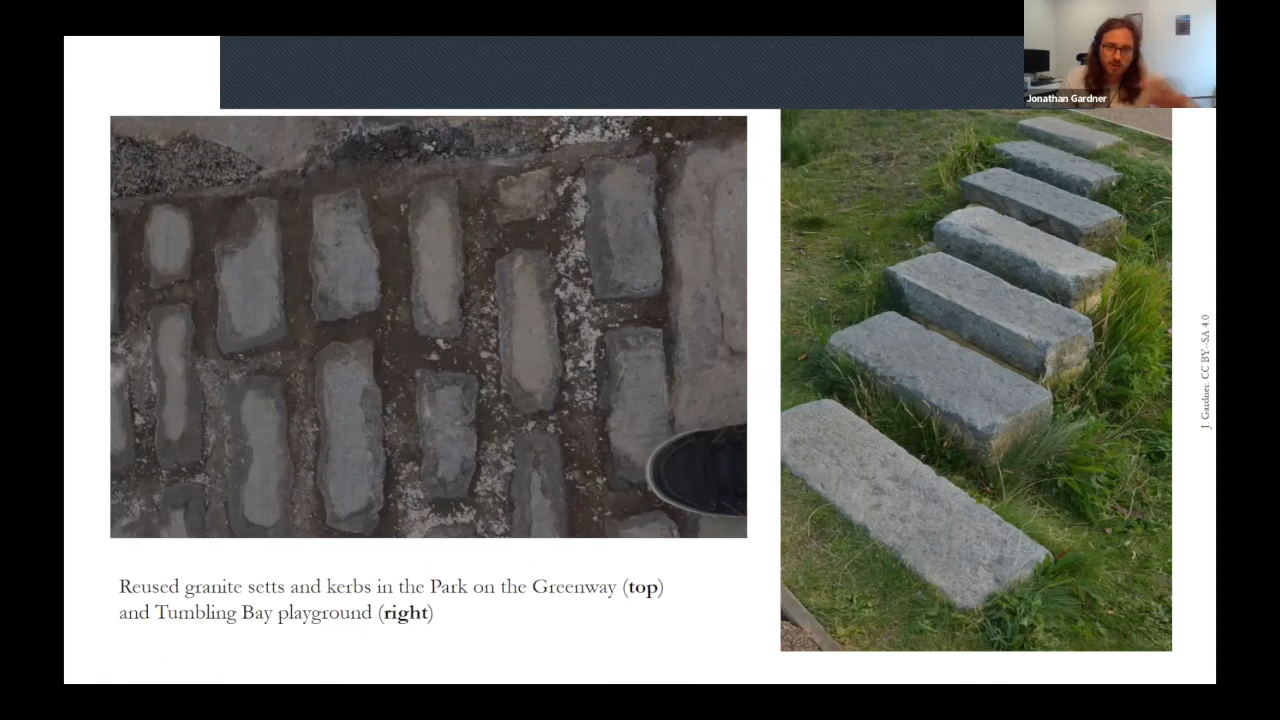 Jonathan Gardner
J. Gardner. CC BY-SA 4.0
Reused granite setts and kerbs in the Park on the Greenway (top)
and Tumbling Bay playground (right)